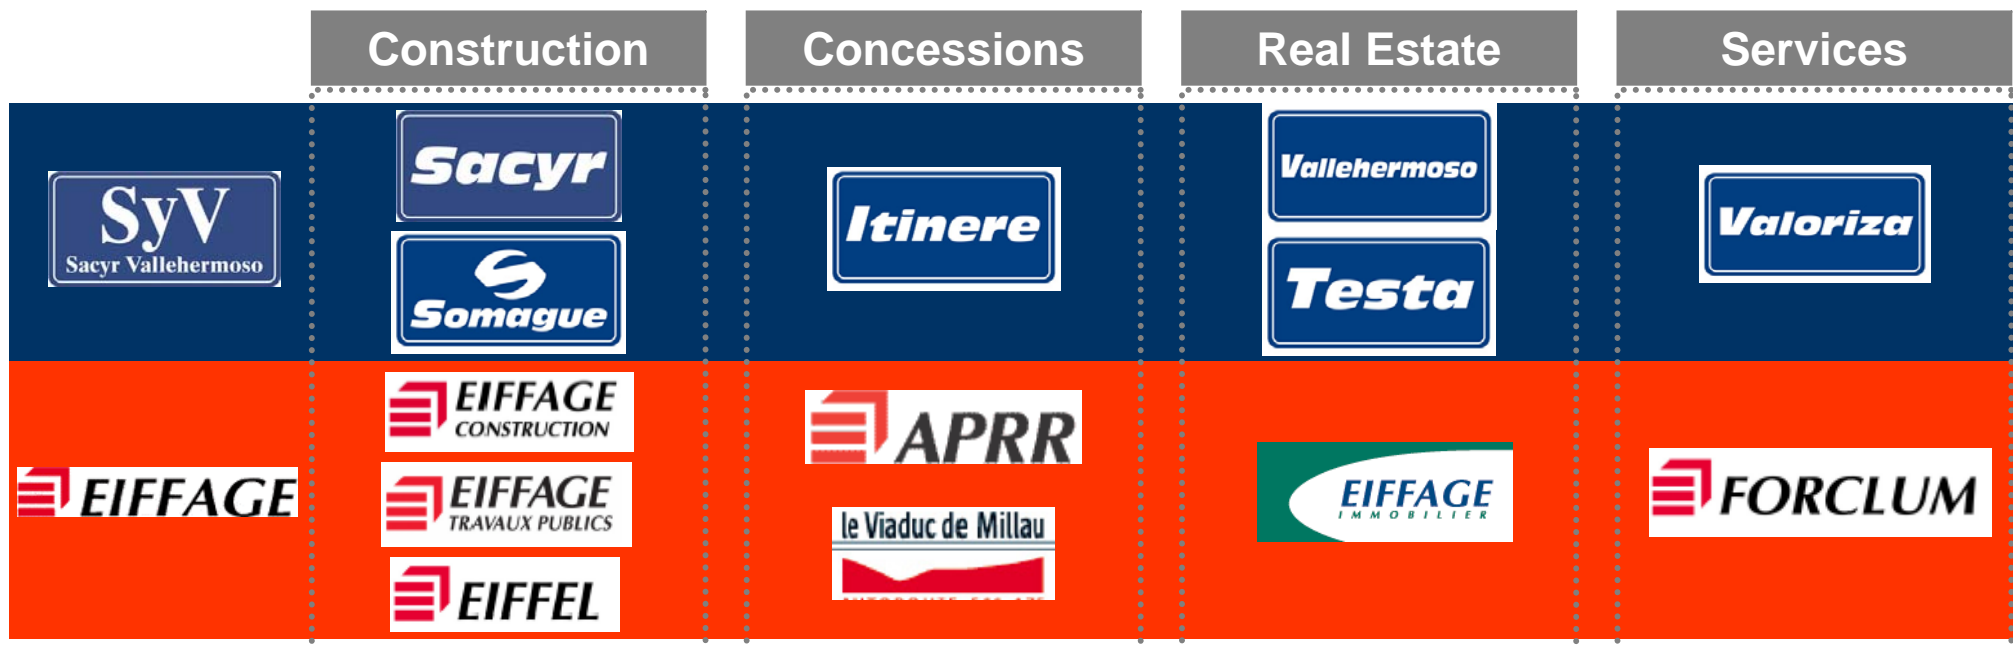 Construction
Concessions
Real Estate
Services
SyV
Sacyr Vallehermoso
Sacyr
Somague
Itinere
Vallehermoso
Testa
Valoriza
EIFFAGE
EIFFAGE
CONSTRUCTION
EIFFAGE
TRAVAUX PUBLICS
EIFFEL
APRR
le Viaduc de Millau
EIFFAGE
IMMOBILIER
FORCLUM